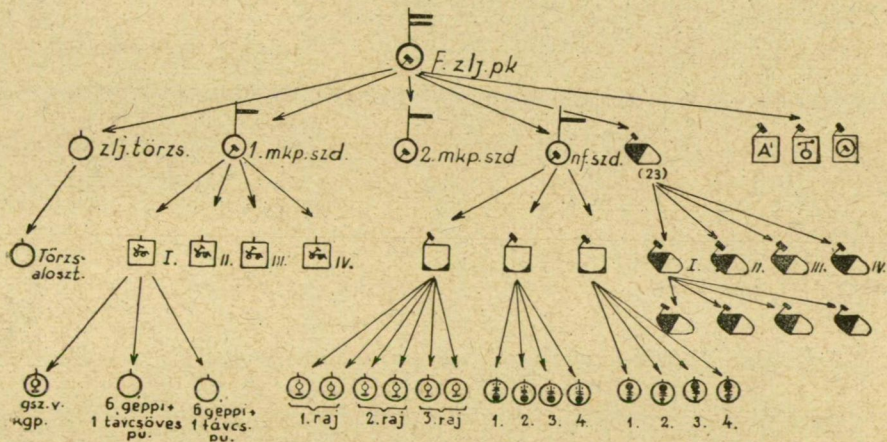 F. zlj. pk
zlj. törzs. 1. mkp. szd. 2. mkp. szd nf. szd. (23) A'
Törzs-
aloszt. I. II. III. IV. I. II. III. IV.
gsz. v. 6 géppi+ 6 géppi+ 1. raj 2. raj 3. raj 1. 2. 3. 4. 1. 2. 3. 4.
kgp. 1 távcsöves 1 távcs.
pu. pu.